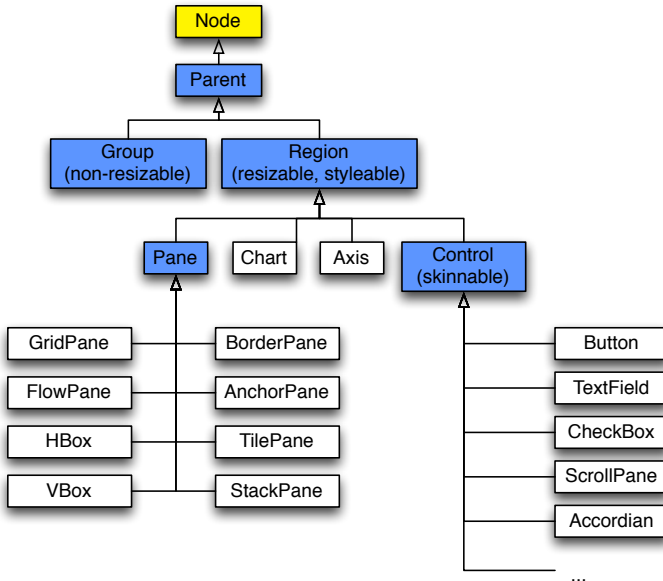 Node
Parent
Group
(non-resizable)
Region
(resizable, styleable)
Pane
Chart
Axis
Control
(skinnable)
GridPane
BorderPane
Button
FlowPane
AnchorPane
TextField
HBox
TilePane
CheckBox
VBox
StackPane
ScrollPane
Accordian
...